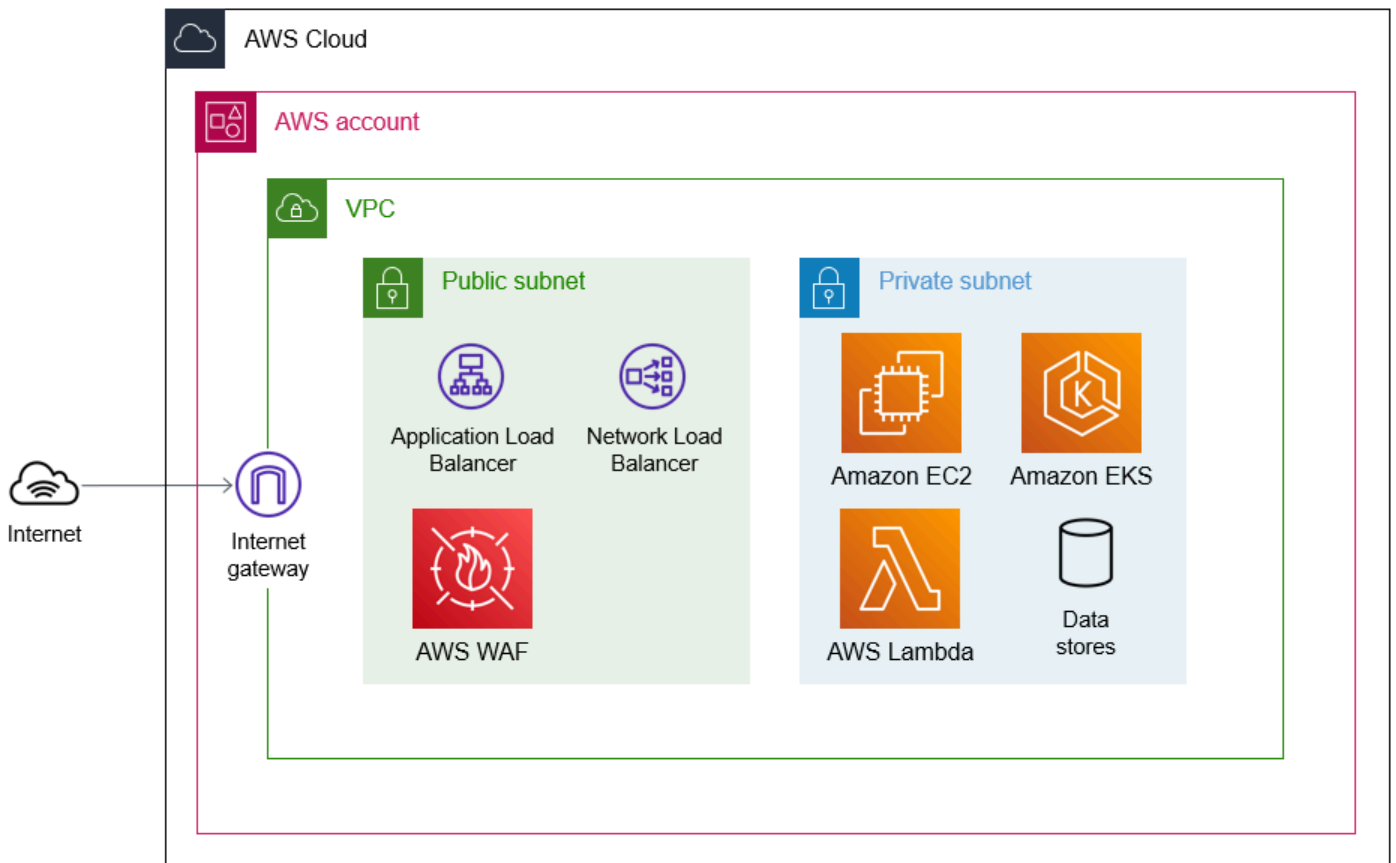 AWS Cloud
AWS account
VPC
Public subnet
Private subnet
Application Load
Balancer
Network Load
Balancer
Amazon EC2
Amazon EKS
Internet
Internet
gateway
AWS WAF
AWS Lambda
Data
stores